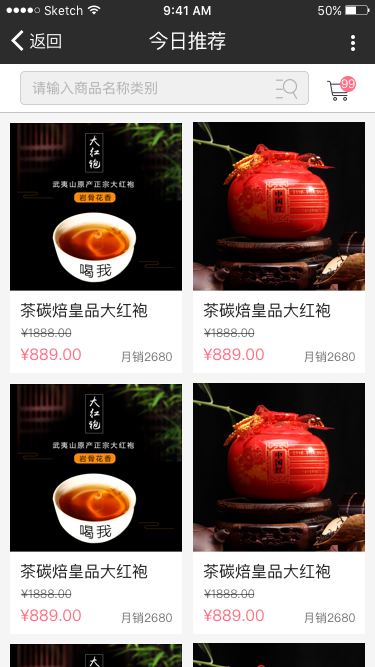 Sketch 9:41 AM 50%
返回 今日推荐
请输入商品名称类别 99
大红袍
武夷山原产正宗大红袍
岩骨花香
喝我
中国红
茶碳焙皇品大红袍 茶碳焙皇品大红袍
¥1888.00 ¥1888.00
¥889.00 月销2680 ¥889.00 月销2680
大红袍
武夷山原产正宗大红袍
岩骨花香
喝我
中国红
茶碳焙皇品大红袍 茶碳焙皇品大红袍
¥1888.00 ¥1888.00
¥889.00 月销2680 ¥889.00 月销2680